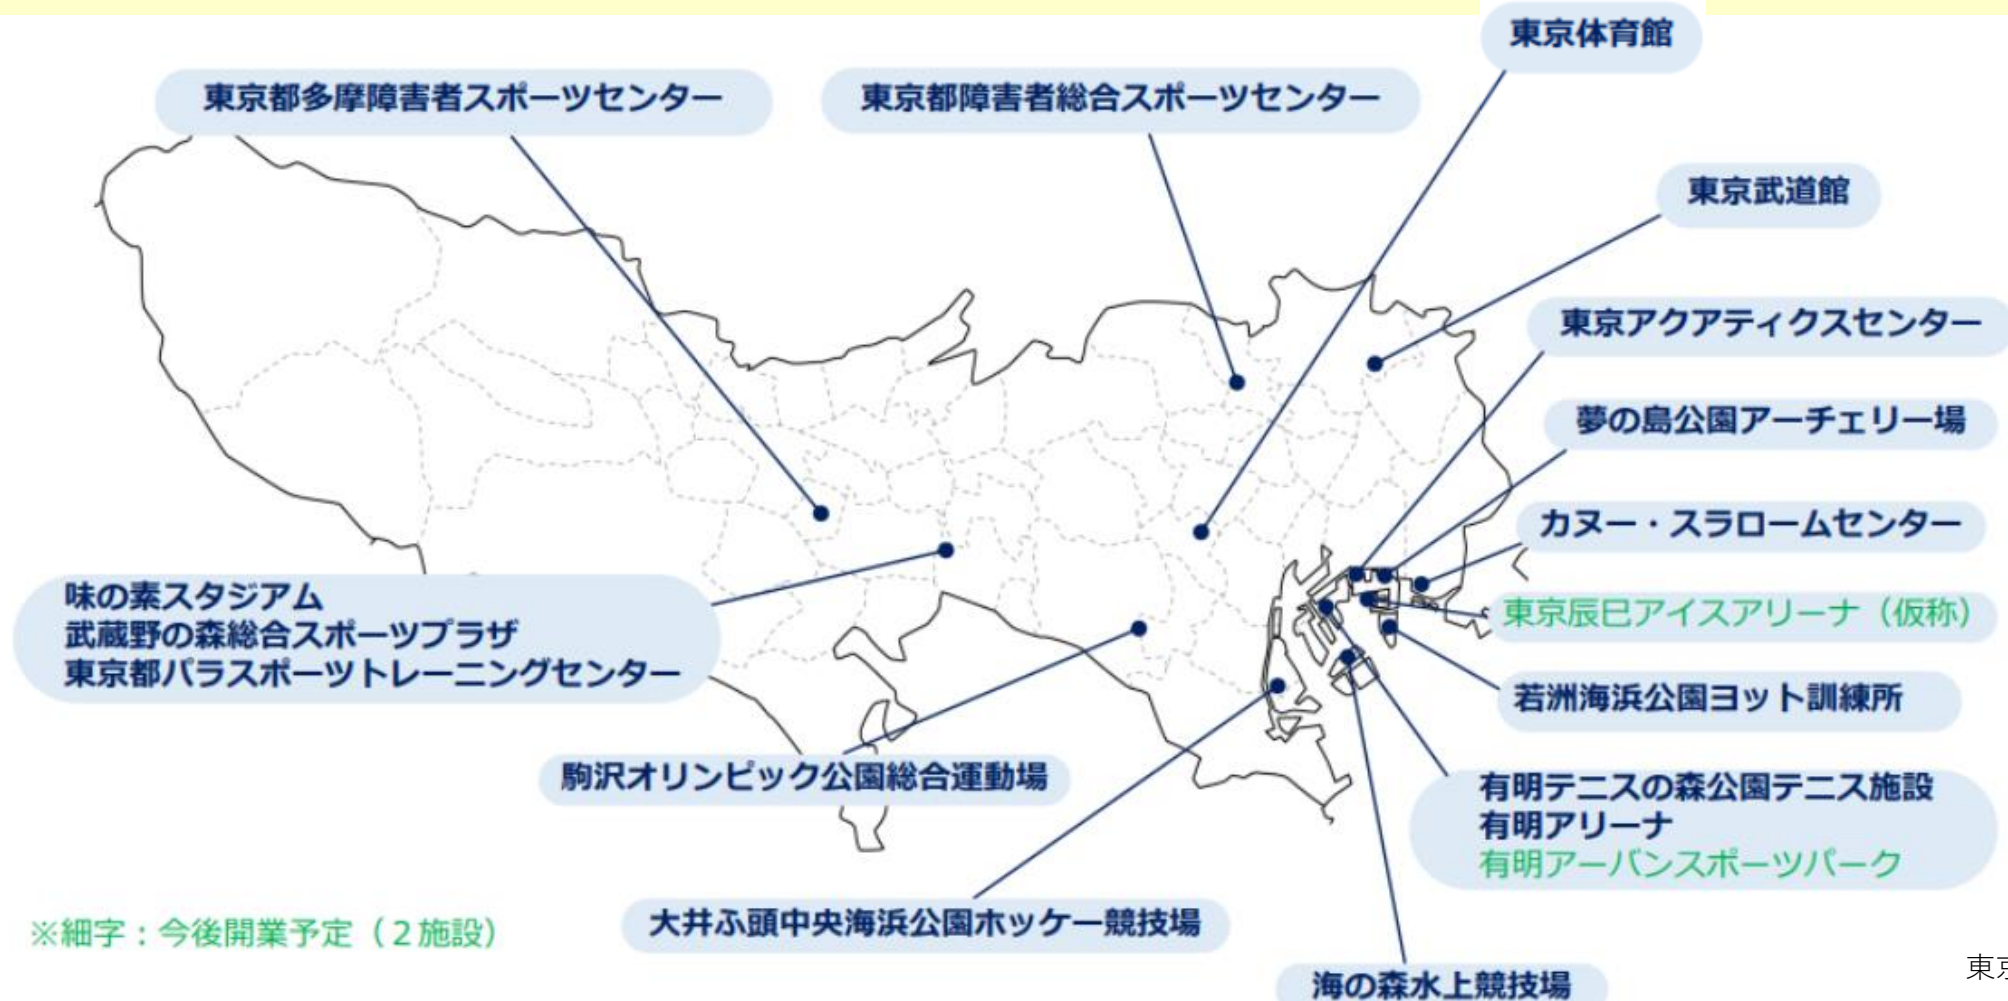 東京体育館
東京都多摩障害者スポーツセンター
東京都障害者総合スポーツセンター
東京武道館
東京アクアティクスセンター
夢の島公園アーチェリー場
カヌー・スラロームセンター
東京辰巳アイスアリーナ（仮称）
味の素スタジアム
武蔵野の森総合スポーツプラザ
東京都パラスポーツトレーニングセンター
若洲海浜公園ヨット訓練所
駒沢オリンピック公園総合運動場
有明テニスの森公園テニス施設
有明アリーナ
有明アーバンスポーツパーク
大井ふ頭中央海浜公園ホッケー競技場
※細字：今後開業予定（２施設）
海の森水上競技場
東京